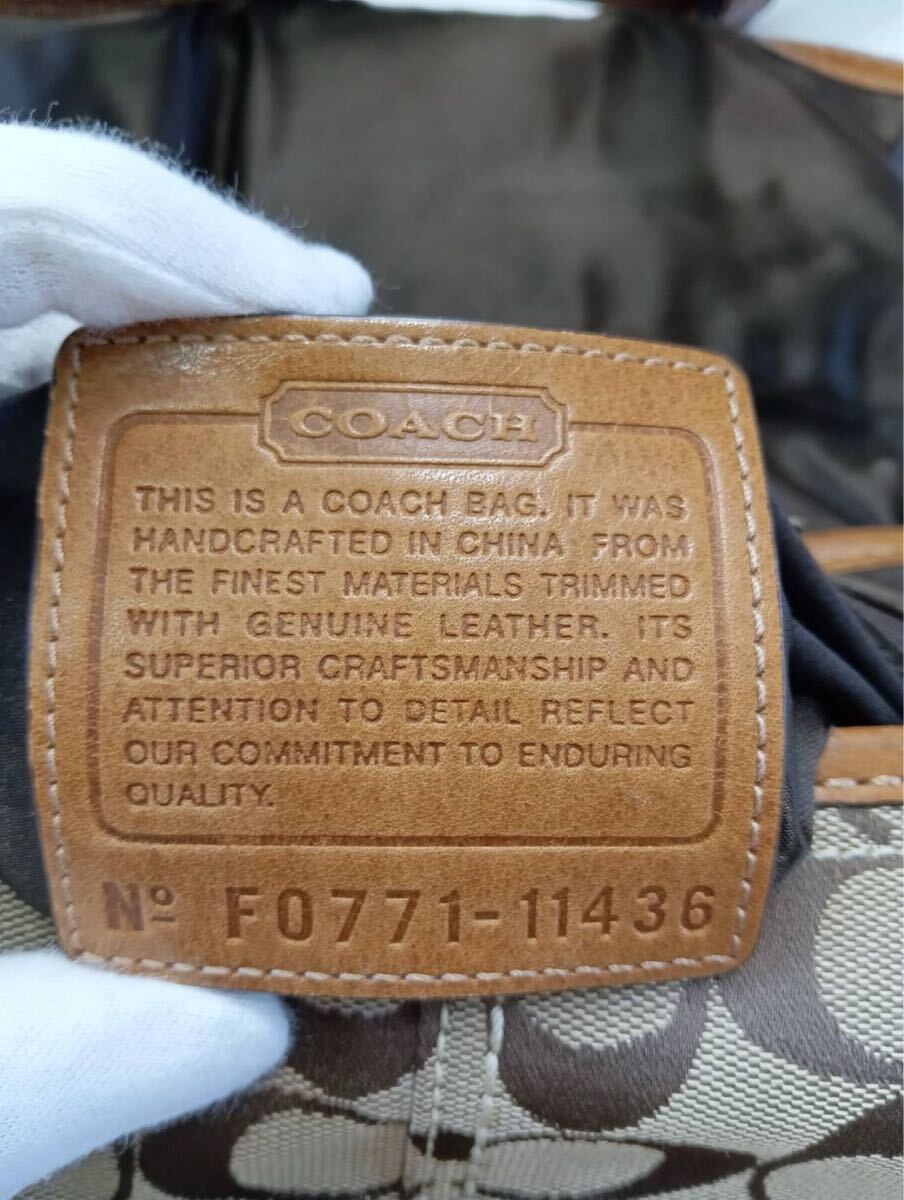 COACH
THIS IS A COACH BAG. IT WAS
HANDCRAFTED IN CHINA FROM
THE FINEST MATERIALS TRIMMED
WITH GENUINE LEATHER. ITS
SUPERIOR CRAFTSMANSHIP AND
ATTENTION TO DETAIL REFLECT
OUR COMMITMENT TO ENDURING
QUALITY.
Nº F0771-11436